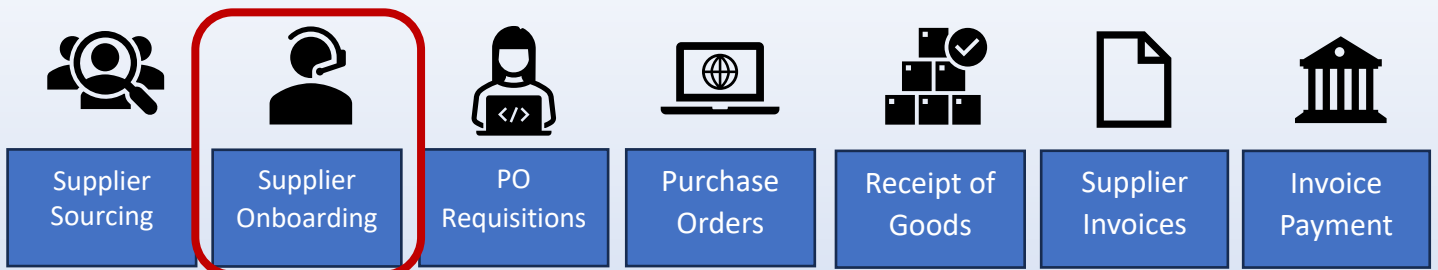 </>
Supplier
Sourcing
Supplier
Onboarding
PO
Requisitions
Purchase
Orders
Receipt of
Goods
Supplier
Invoices
Invoice
Payment